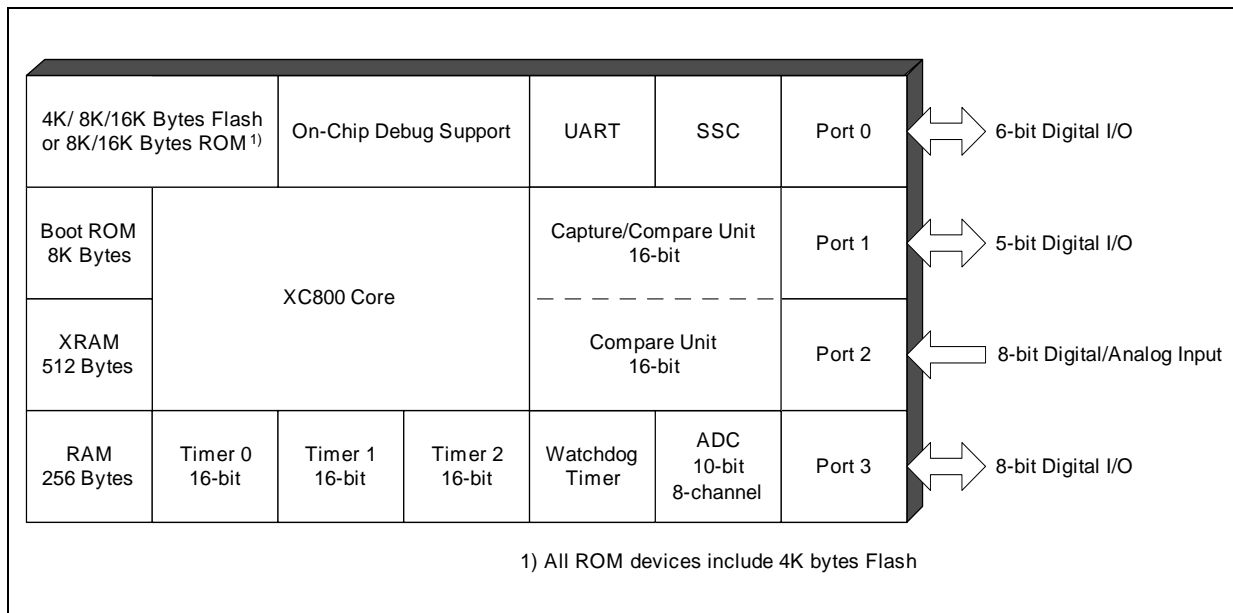 4K/ 8K/16K Bytes Flash
or 8K/16K Bytes ROM 1)
On-Chip Debug Support
UART
SSC
Port 0
6-bit Digital I/O
Boot ROM
8K Bytes
XC800 Core
Capture/Compare Unit
16-bit
Port 1
5-bit Digital I/O
XRAM
512 Bytes
Compare Unit
16-bit
Port 2
8-bit Digital/Analog Input
RAM
256 Bytes
Timer 0
16-bit
Timer 1
16-bit
Timer 2
16-bit
Watchdog
Timer
ADC
10-bit
8-channel
Port 3
8-bit Digital I/O
1) All ROM devices include 4K bytes Flash